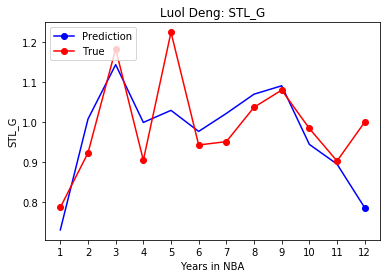 Luol Deng: STL_G
Prediction
True
1.2
1.1
1.0
0.9
0.8
STL_G
1 2 3 4 5 6 7 8 9 10 11 12
Years in NBA